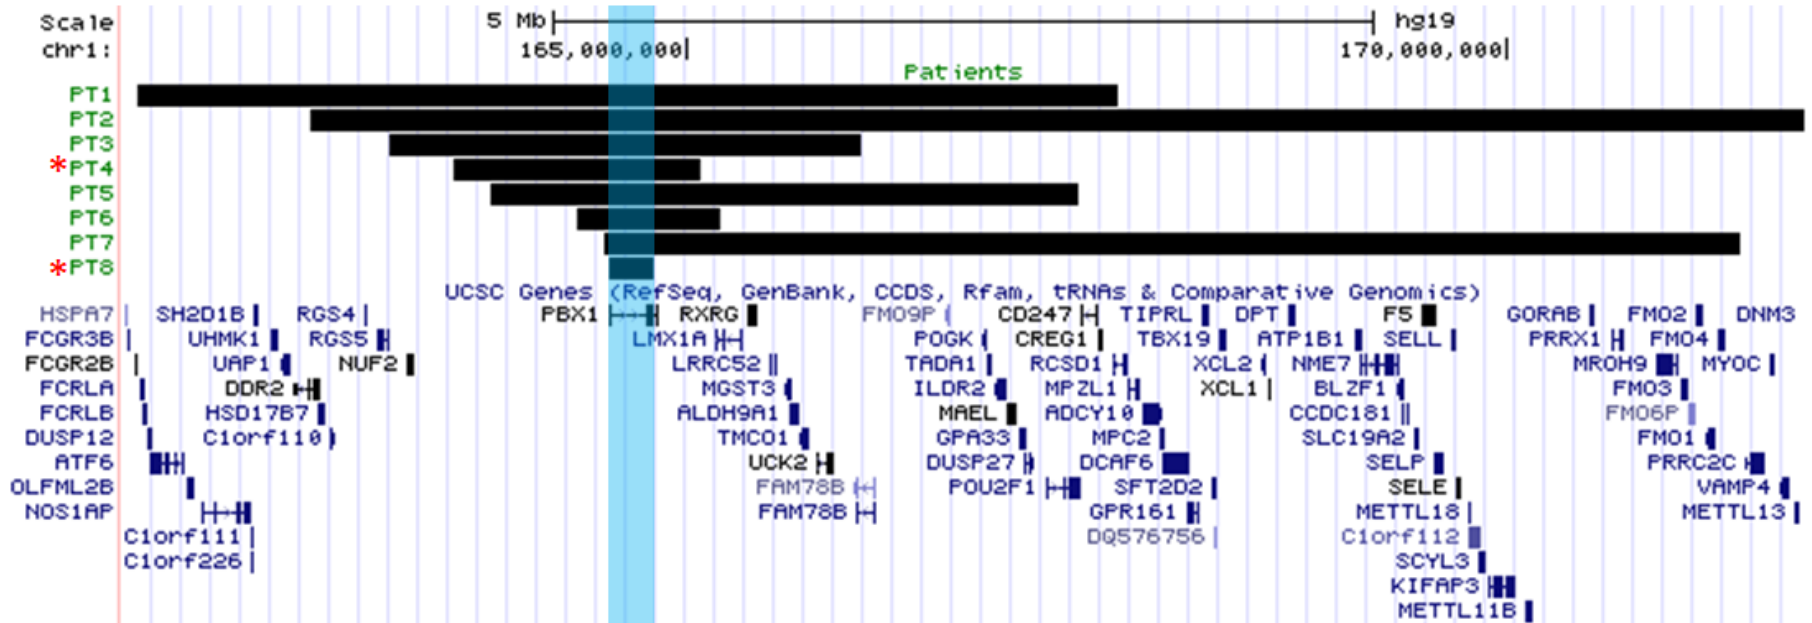 Scale 5 Mb hg19
chr1: 165,000,000 170,000,000
Patients
PT1
PT2
PT3
*PT4
PT5
PT6
PT7
*PT8
UCSC Genes (RefSeq, GenBank, CCDS, Rfam, tRNAs & Comparative Genomics)
HSPA7 SH2D1B RGS4 PBX1 RXRG FMO9P CD247 TIPRL DPT F5 GORAB FMO2 DNM3
FCGR3B UHMK1 RGS5 LMX1A POGK CREG1 TBX19 ATP1B1 SELL PRRX1 FMO4
FCGR2B UAP1 NUF2 LRRC52 TADA1 RCSD1 XCL2 NME7 MROH9 MYOC
FCRLA DDR2 MGST3 ILDR2 MPZL1 XCL1 BLZF1 FMO3
FCRLB HSD17B7 ALDH9A1 MAEL ADCY10 CCDC181 FMO6P
DUSP12 C1orf110 TMCO1 GPA33 MPC2 SLC19A2 FMO1
ATF6 UCK2 DUSP27 DCAF6 SELP PRRC2C
OLFML2B FAM78B POU2F1 SFT2D2 SELE VAMP4
NOS1AP FAM78B GPR161 METTL18 METTL13
C1orf111 DQ576756 C1orf112
C1orf226 SCYL3
KIFAP3
METTL11B